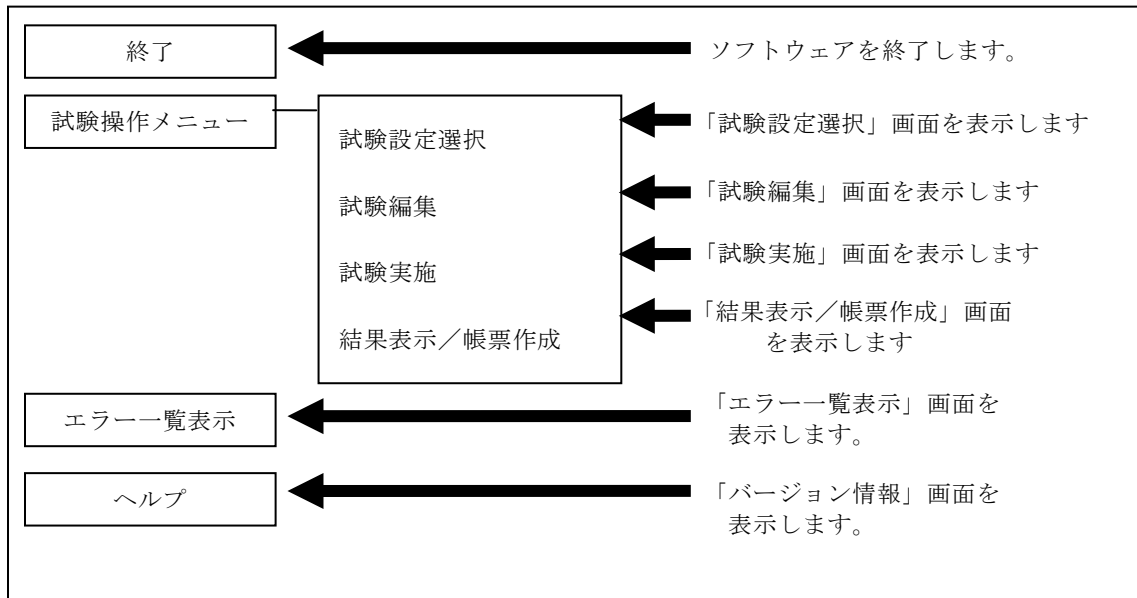 終了
ソフトウェアを終了します。
試験操作メニュー
試験設定選択
「試験設定選択」画面を表示します
試験編集
「試験編集」画面を表示します
試験実施
「試験実施」画面を表示します
結果表示／帳票作成
「結果表示／帳票作成」画面
を表示します
エラー一覧表示
「エラー一覧表示」画面を
表示します。
ヘルプ
「バージョン情報」画面を
表示します。